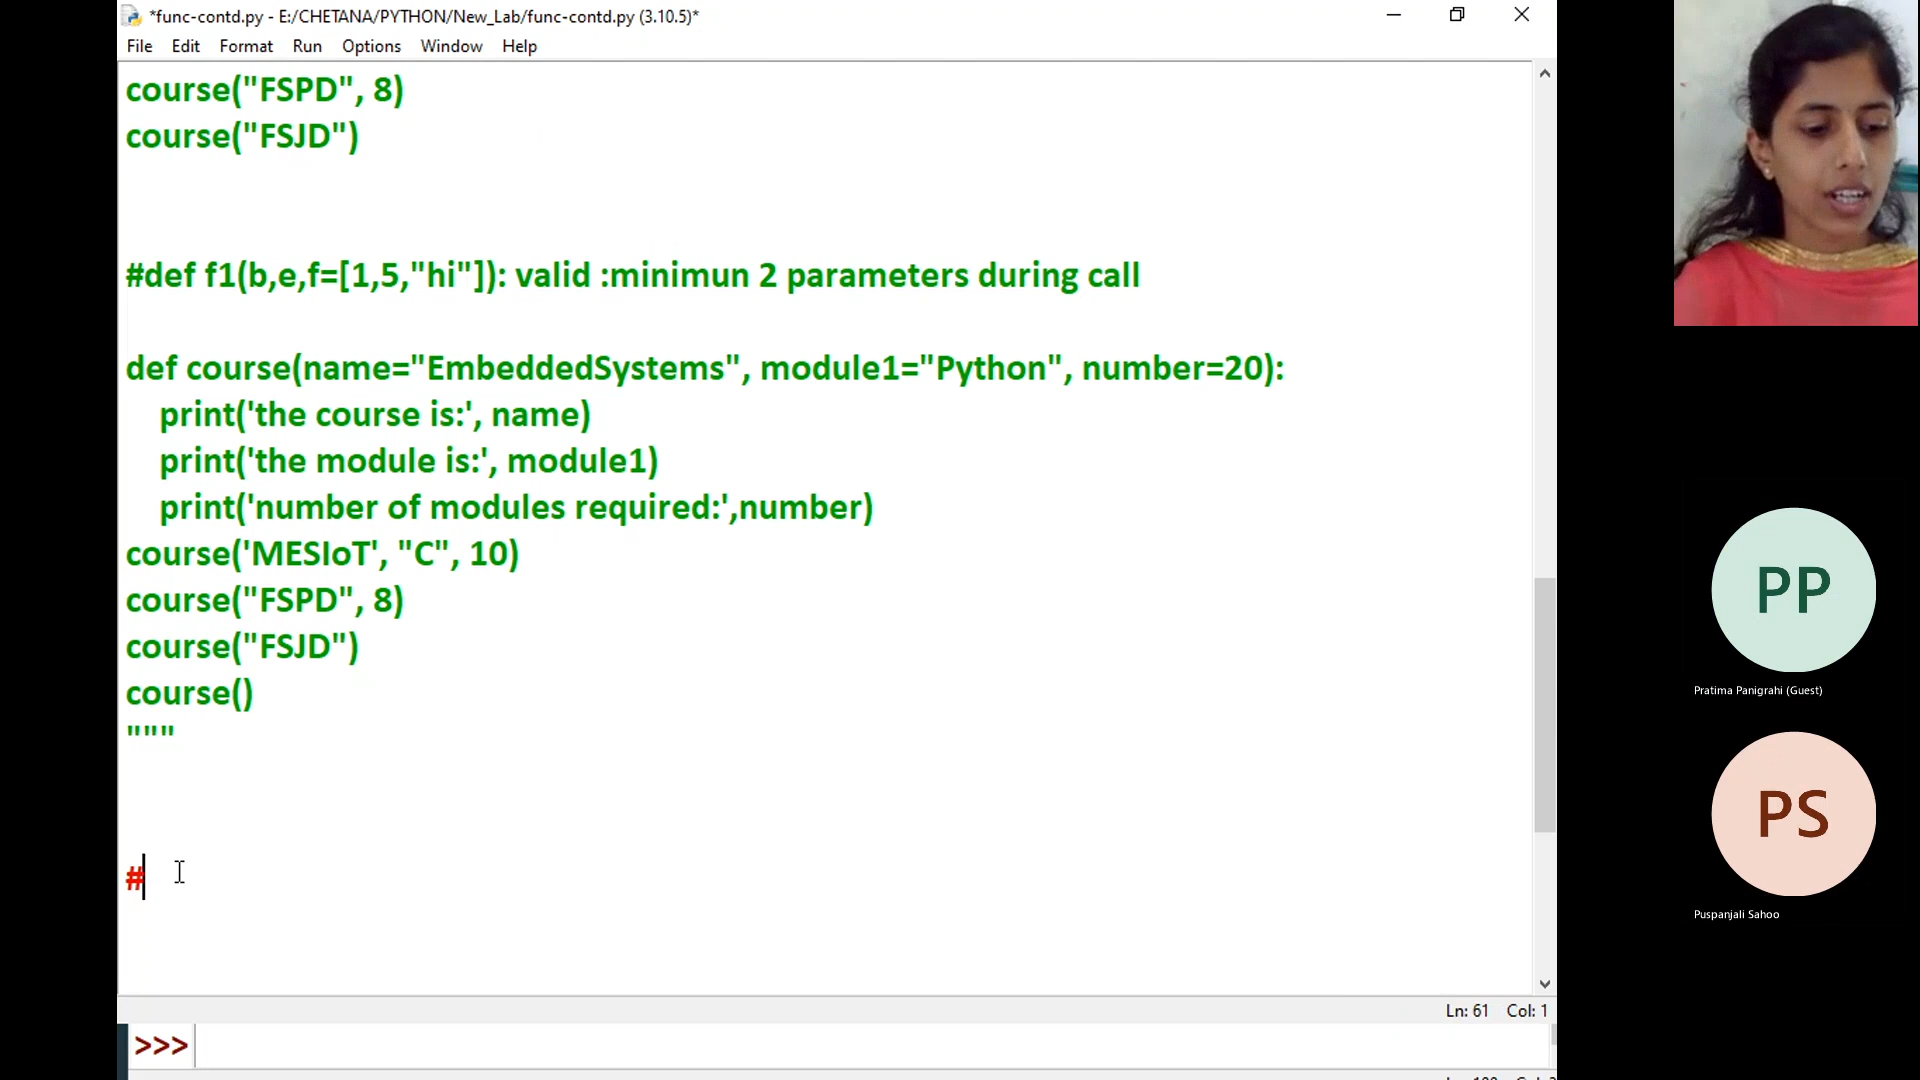 *func-contd.py - E:/CHETANA/PYTHON/New_Lab/func-contd.py (3.10.5)*
File Edit Format Run Options Window Help
course("FSPD", 8)
course("FSJD")
#def f1(b,e,f=[1,5,"hi"]): valid :minimun 2 parameters during call
def course(name="EmbeddedSystems", module1="Python", number=20):
    print('the course is:', name)
    print('the module is:', module1)
    print('number of modules required:',number)
course('MESIoT', "C", 10)
course("FSPD", 8)
course("FSJD")
course()
"""
#
Ln: 61 Col: 1
>>>
PP
Pratima Panigrahi (Guest)
PS
Puspanjali Sahoo